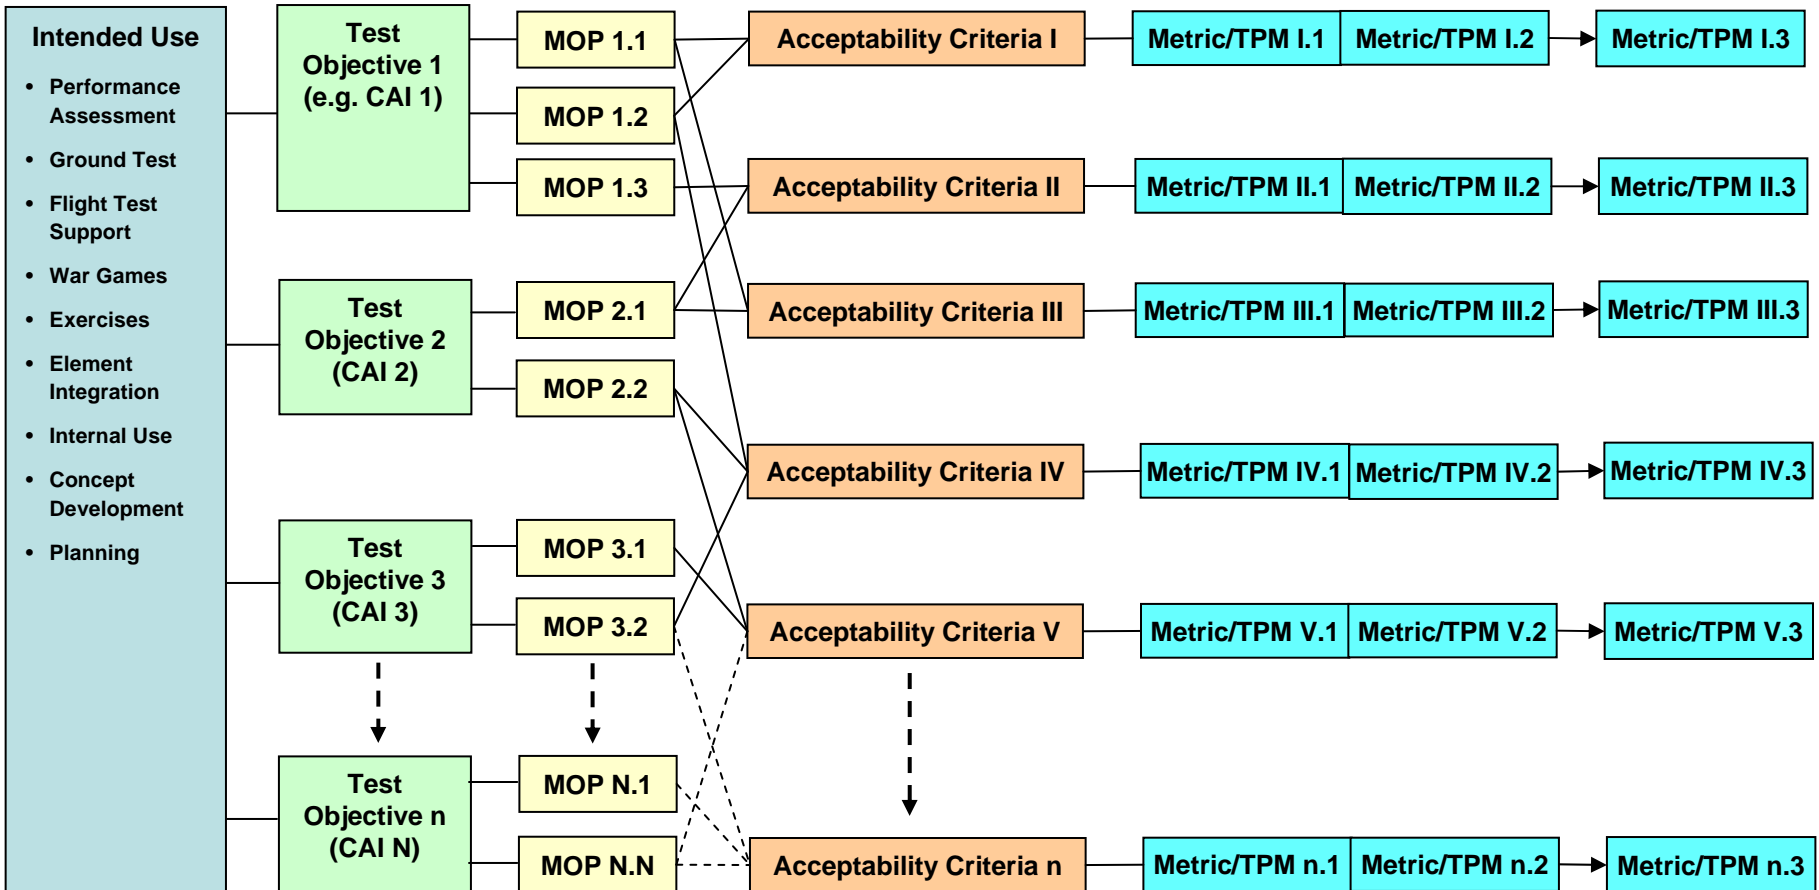 Intended Use
• Performance
Assessment
• Ground Test
• Flight Test
Support
• War Games
• Exercises
• Element
Integration
• Internal Use
• Concept
Development
• Planning
Test
Objective 1
(e.g. CAI 1)
Test
Objective 2
(CAI 2)
Test
Objective 3
(CAI 3)
Test
Objective n
(CAI N)
MOP 1.1
MOP 1.2
MOP 1.3
MOP 2.1
MOP 2.2
MOP 3.1
MOP 3.2
MOP N.1
MOP N.N
Acceptability Criteria I
Acceptability Criteria II
Acceptability Criteria III
Acceptability Criteria IV
Acceptability Criteria V
Acceptability Criteria n
Metric/TPM I.1 Metric/TPM I.2 Metric/TPM I.3
Metric/TPM II.1 Metric/TPM II.2 Metric/TPM II.3
Metric/TPM III.1 Metric/TPM III.2 Metric/TPM III.3
Metric/TPM IV.1 Metric/TPM IV.2 Metric/TPM IV.3
Metric/TPM V.1 Metric/TPM V.2 Metric/TPM V.3
Metric/TPM n.1 Metric/TPM n.2 Metric/TPM n.3